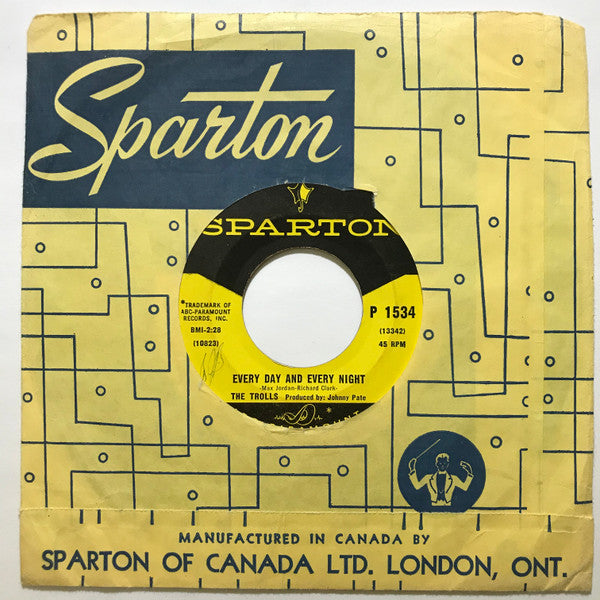 Sparton
SPARTON
*TRADEMARK OF
ABC-PARAMOUNT
RECORDS, INC.
BMI-2:28
(10823)
P 1534
(13342)
45 RPM
EVERY DAY AND EVERY NIGHT
-Max Jordan-Richard Clark-
THE TROLLS Produced by: Johnny Pate
MANUFACTURED IN CANADA BY
SPARTON OF CANADA LTD. LONDON, ONT.